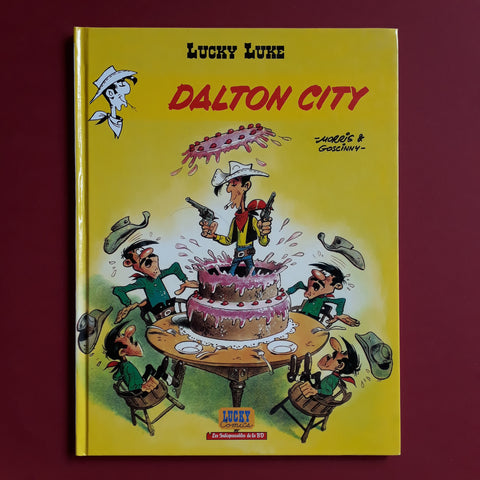 LUCKY LUKE
DALTON CITY
-MORRIS &
GOSCINNY-
LUCKY
Comics
Les Indispensables de la BD